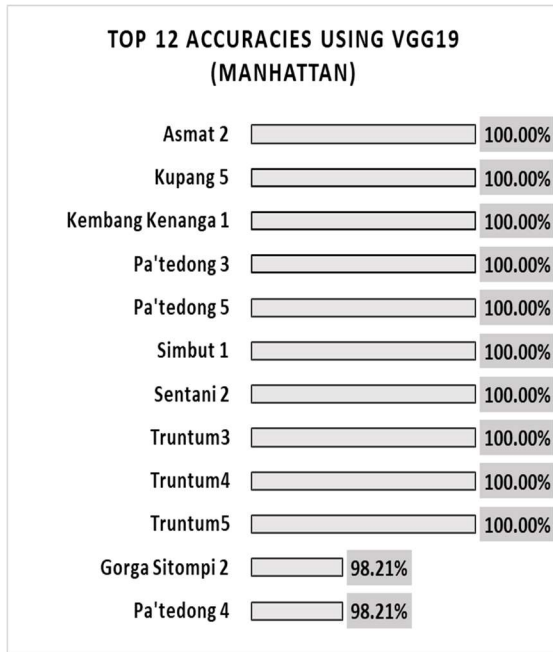 TOP 12 ACCURACIES USING VGG19
(MANHATTAN)
Asmat 2 100.00%
Kupang 5 100.00%
Kembang Kenanga 1 100.00%
Pa'tedong 3 100.00%
Pa'tedong 5 100.00%
Simbut 1 100.00%
Sentani 2 100.00%
Truntum3 100.00%
Truntum4 100.00%
Truntum5 100.00%
Gorga Sitompi 2 98.21%
Pa'tedong 4 98.21%